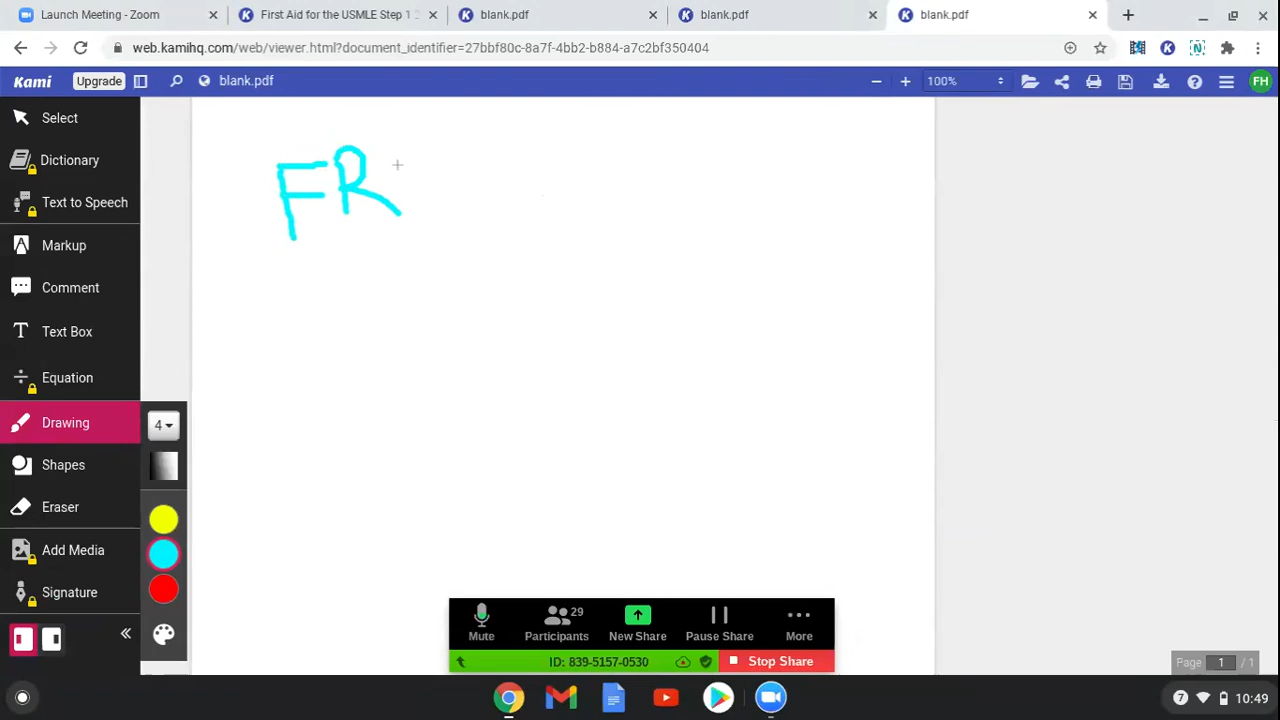 Launch Meeting - Zoom
First Aid for the USMLE Step 1 2
blank.pdf
blank.pdf
blank.pdf
web.kamihq.com/web/viewer.html?document_identifier=27bbf80c-8a7f-4bb2-b884-a7c2bf350404
Kami
Upgrade
blank.pdf
100%
FH
Select
Dictionary
Text to Speech
Markup
Comment
Text Box
Equation
Drawing
Shapes
Eraser
Add Media
Signature
4
FR
29
Mute
Participants
New Share
Pause Share
More
ID: 839-5157-0530
Stop Share
Page 1 / 1
7
10:49